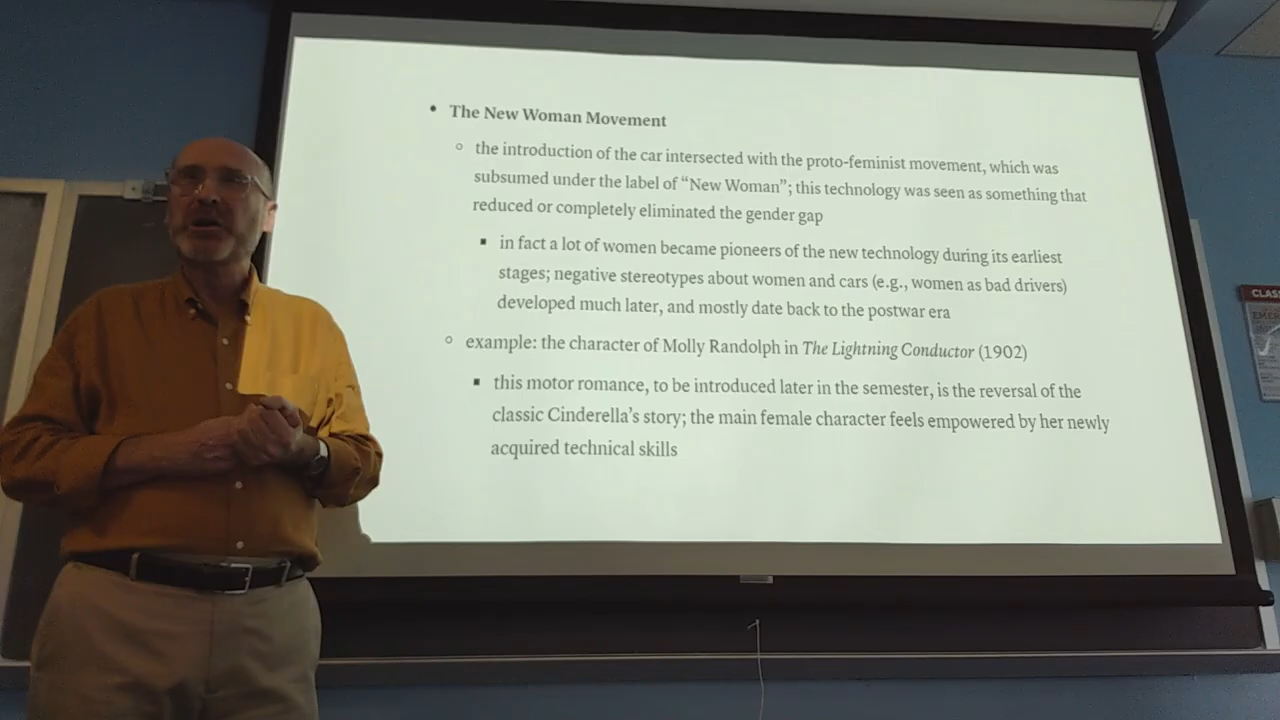 • The New Woman Movement
○ the introduction of the car intersected with the proto-feminist movement, which was
subsumed under the label of “New Woman”; this technology was seen as something that
reduced or completely eliminated the gender gap
▪ in fact a lot of women became pioneers of the new technology during its earliest
stages; negative stereotypes about women and cars (e.g., women as bad drivers)
developed much later, and mostly date back to the postwar era
○ example: the character of Molly Randolph in The Lightning Conductor (1902)
▪ this motor romance, to be introduced later in the semester, is the reversal of the
classic Cinderella’s story; the main female character feels empowered by her newly
acquired technical skills
CLAS
EMER